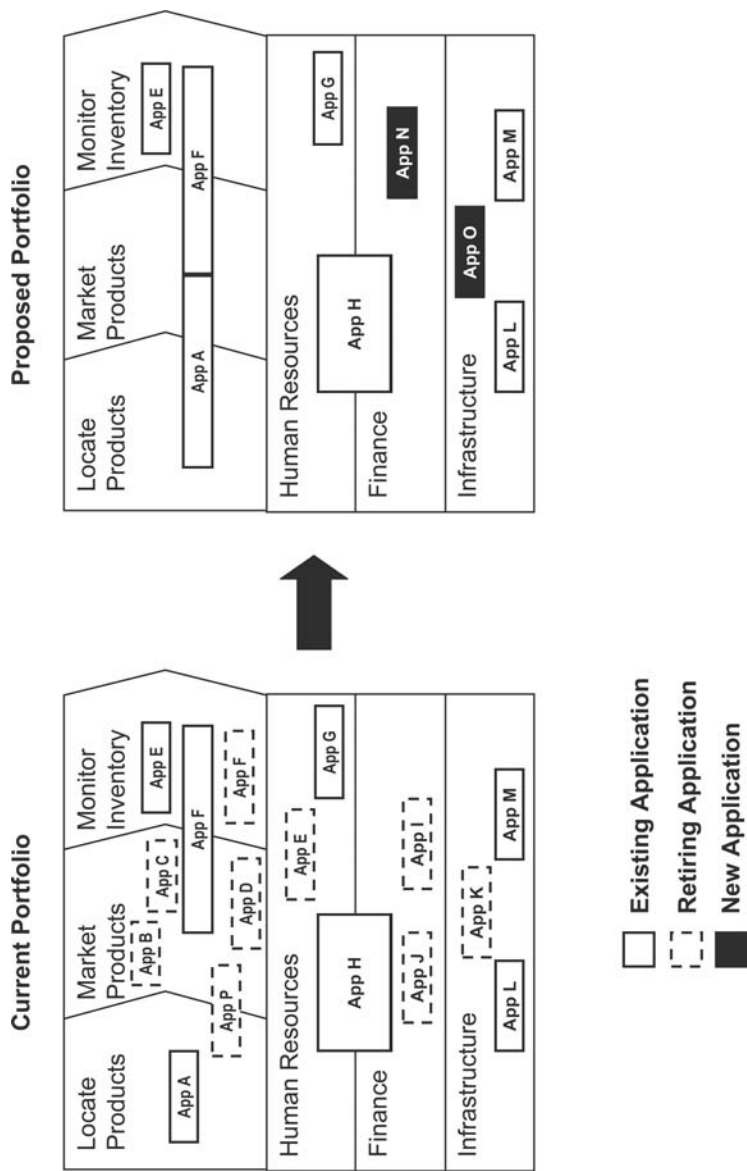 Current Portfolio
Locate
Products
Market
Products
Monitor
Inventory
App A
App P
App B
App C
App D
App F
App E
App F
Human Resources
App H
App E
App G
Finance
App J
App I
Infrastructure
App L
App K
App M
Proposed Portfolio
Locate
Products
Market
Products
Monitor
Inventory
App A
App F
App E
Human Resources
App H
App G
Finance
App N
Infrastructure
App L
App O
App M
Existing Application
Retiring Application
New Application